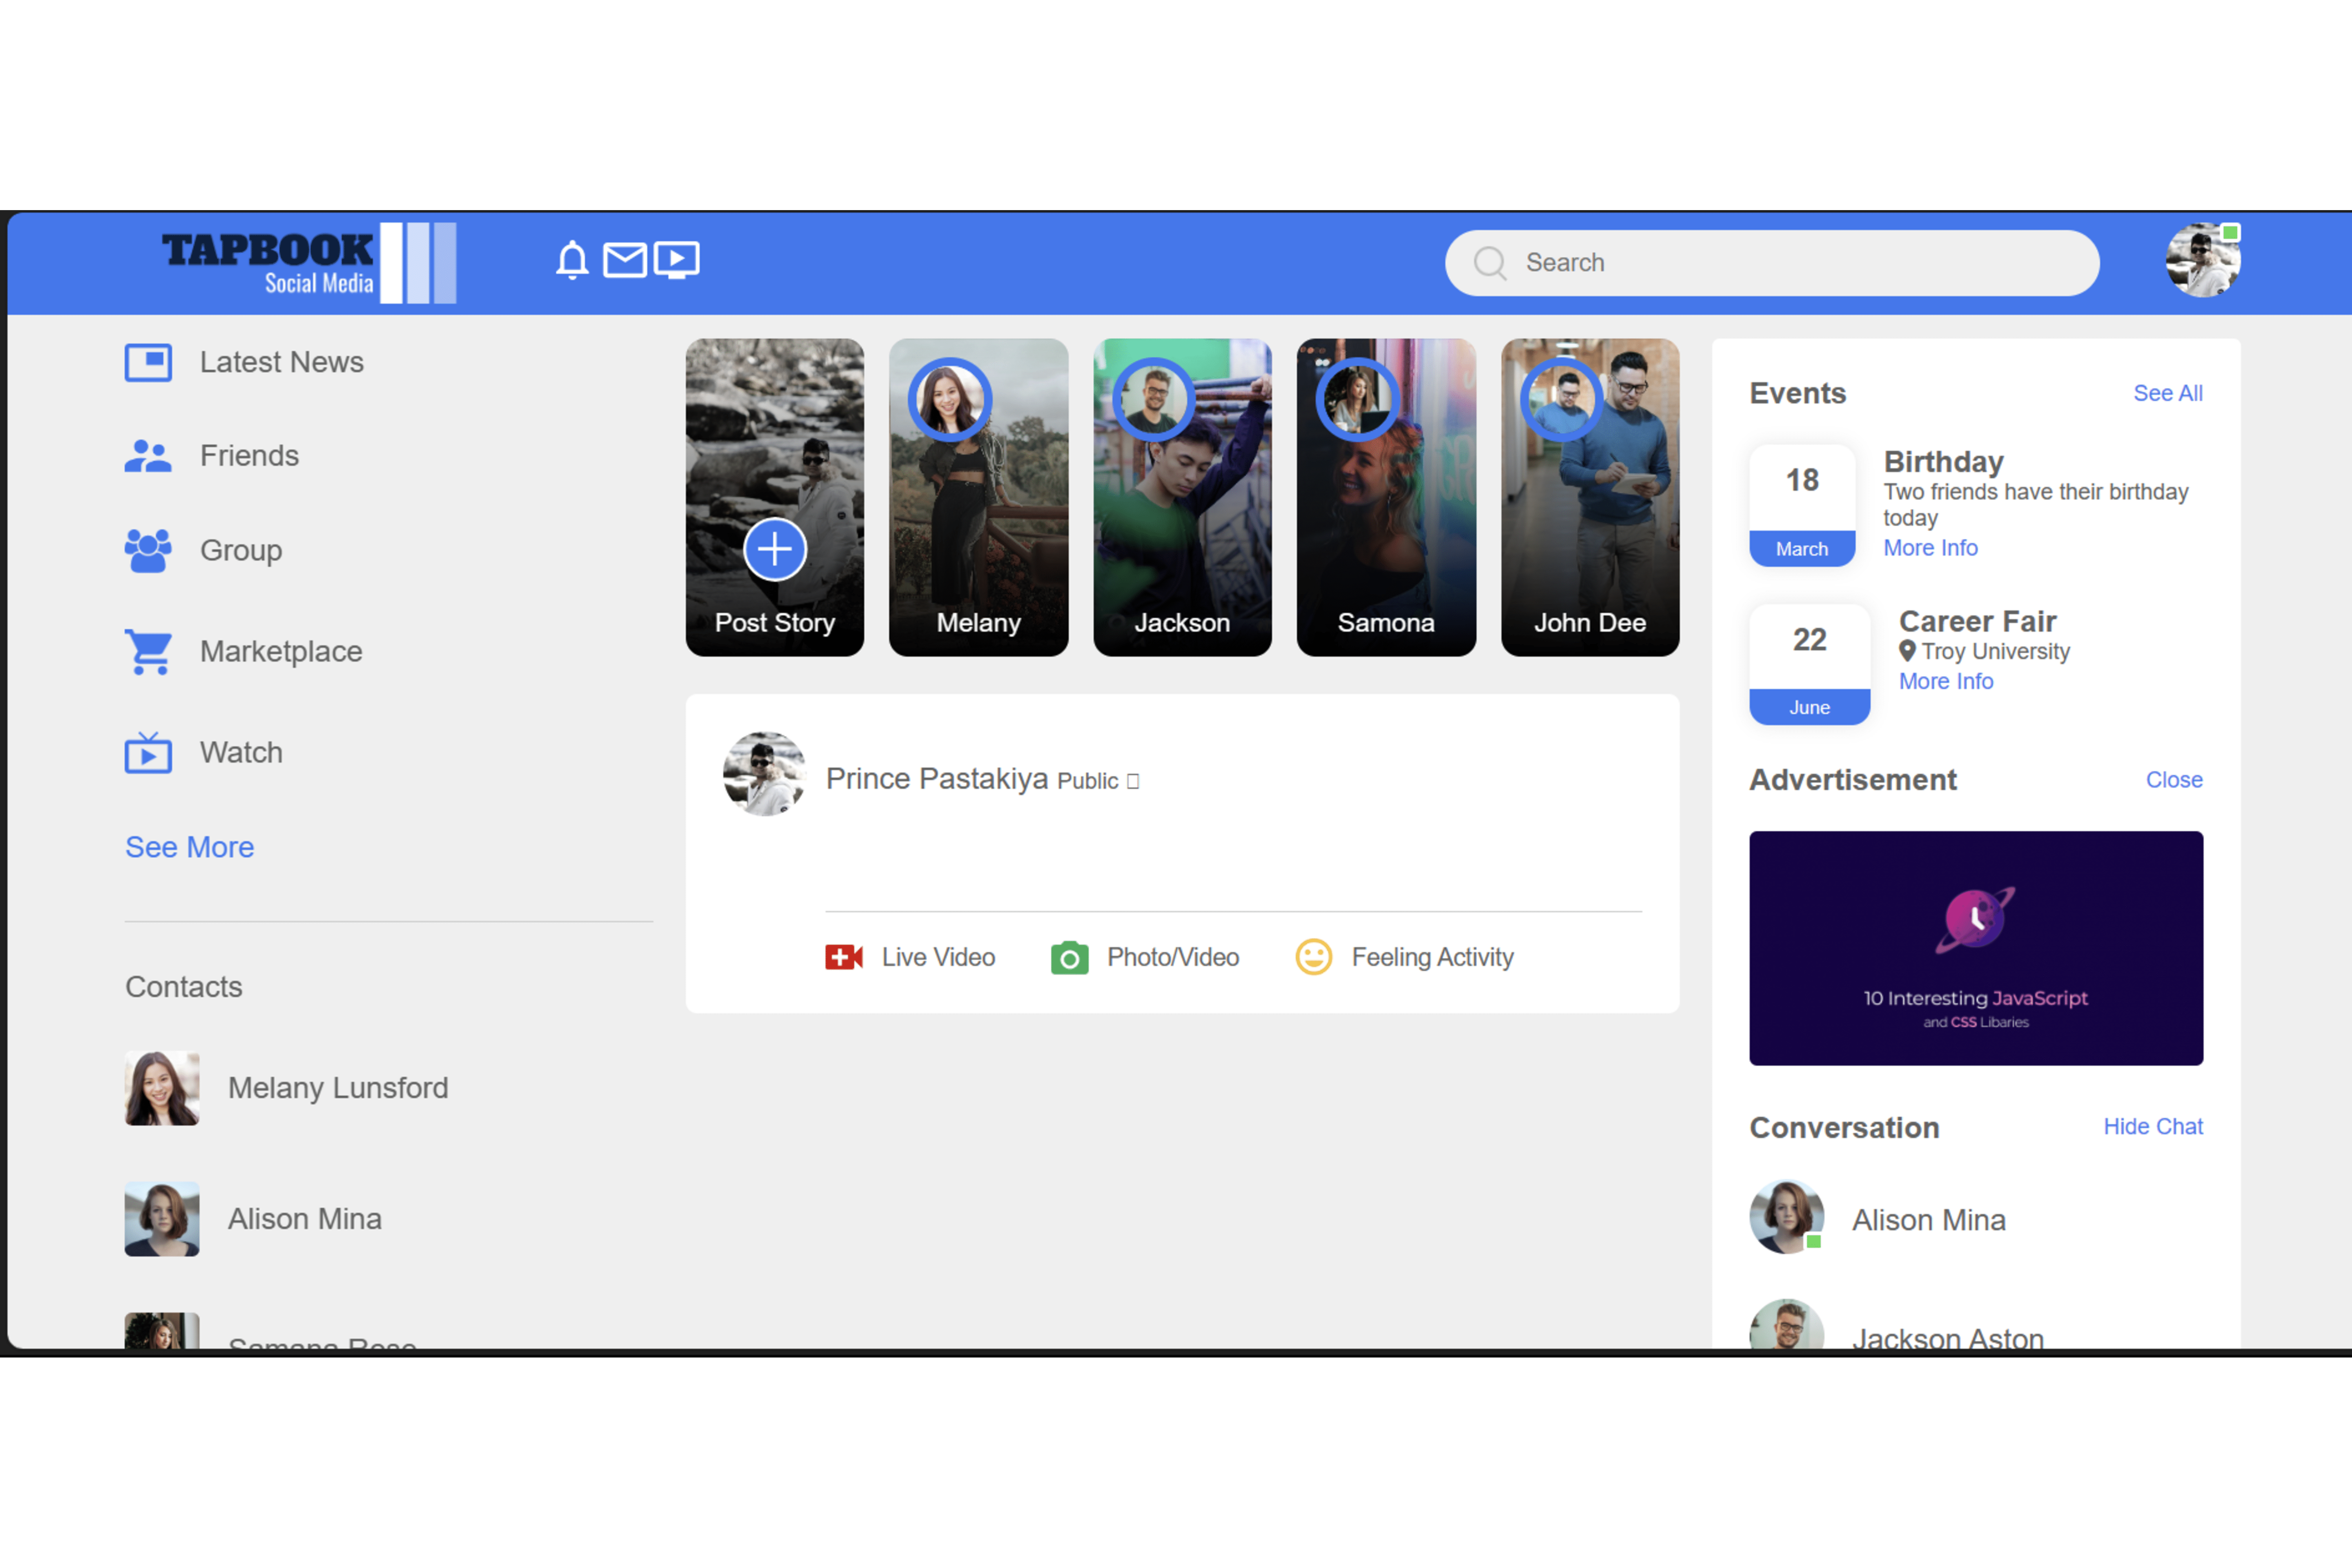 TAPBOOK
Social Media
Search
Latest News
Friends
Group
Marketplace
Watch
See More
Contacts
Melany Lunsford
Alison Mina
Samona Rose
Post Story
Melany
Jackson
Samona
John Dee
Prince Pastakiya Public
Live Video
Photo/Video
Feeling Activity
Events
See All
18
March
Birthday
Two friends have their birthday
today
More Info
22
June
Career Fair
Troy University
More Info
Advertisement
Close
10 Interesting JavaScript
and CSS Libaries
Conversation
Hide Chat
Alison Mina
Jackson Aston